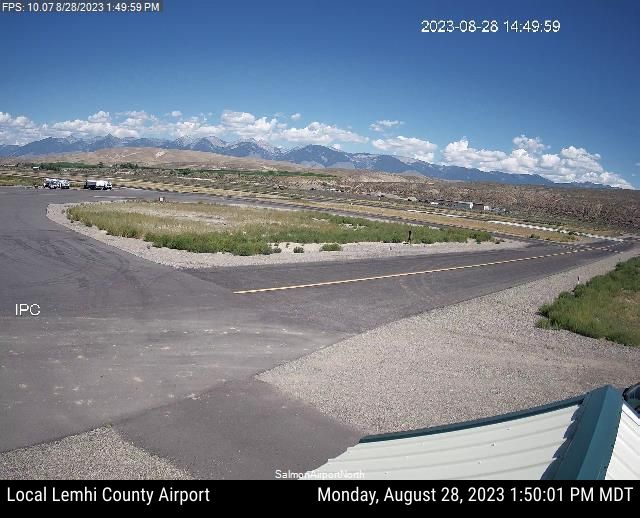 FPS: 10.07 8/28/2023 1:49:59 PM
2023-08-28 14:49:59
IPC
SalmonAirportNorth
Local Lemhi County Airport
Monday, August 28, 2023 1:50:01 PM MDT